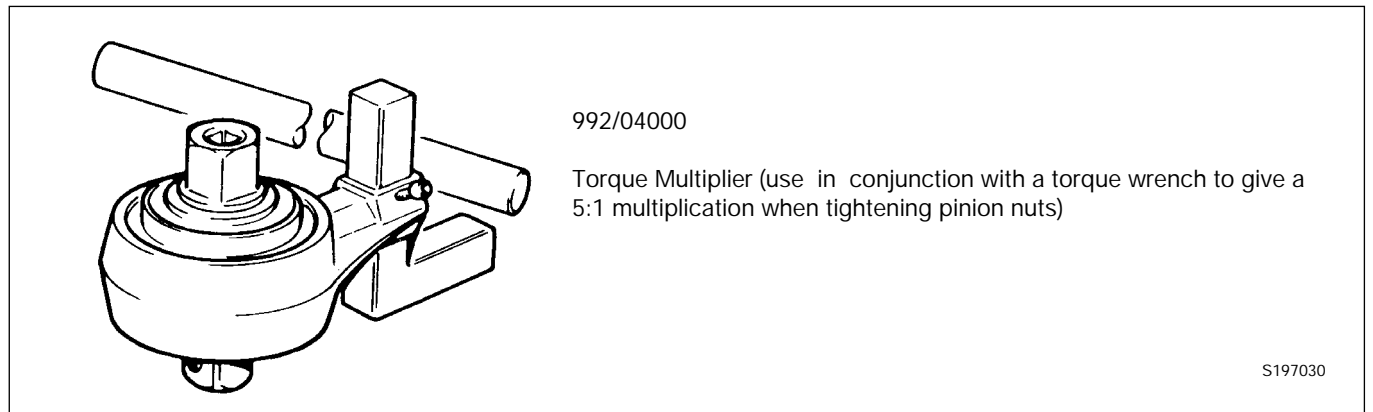 992/04000
Torque Multiplier (use in conjunction with a torque wrench to give a
5:1 multiplication when tightening pinion nuts)
S197030